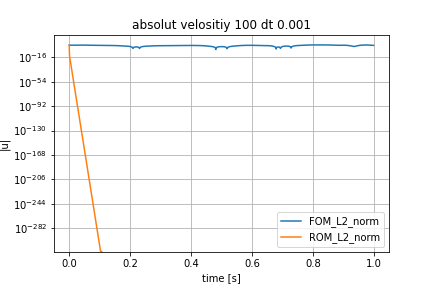 absolut velositiy 100 dt 0.001
|u|
10^-16
10^-54
10^-92
10^-130
10^-168
10^-206
10^-244
10^-282
FOM_L2_norm
ROM_L2_norm
0.0 0.2 0.4 0.6 0.8 1.0
time [s]